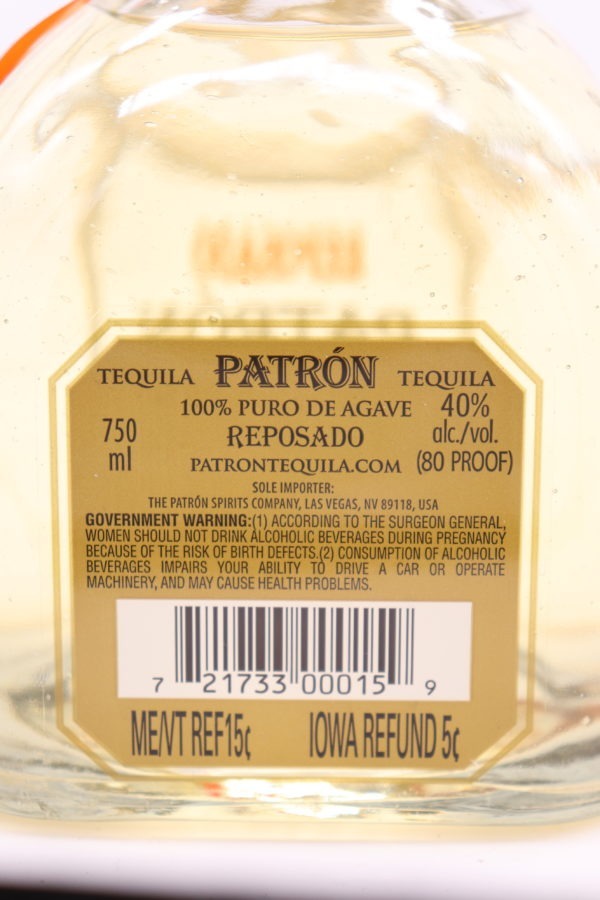 TEQUILA PATRÓN TEQUILA
100% PURO DE AGAVE
750 ml
REPOSADO
40% alc./vol. (80 PROOF)
PATRONTEQUILA.COM
SOLE IMPORTER:
THE PATRÓN SPIRITS COMPANY, LAS VEGAS, NV 89118, USA
GOVERNMENT WARNING:(1) ACCORDING TO THE SURGEON GENERAL,
WOMEN SHOULD NOT DRINK ALCOHOLIC BEVERAGES DURING PREGNANCY
BECAUSE OF THE RISK OF BIRTH DEFECTS.(2) CONSUMPTION OF ALCOHOLIC
BEVERAGES IMPAIRS YOUR ABILITY TO DRIVE A CAR OR OPERATE
MACHINERY, AND MAY CAUSE HEALTH PROBLEMS.
7 21733 00015 9
ME/VT REF15¢ IOWA REFUND 5¢